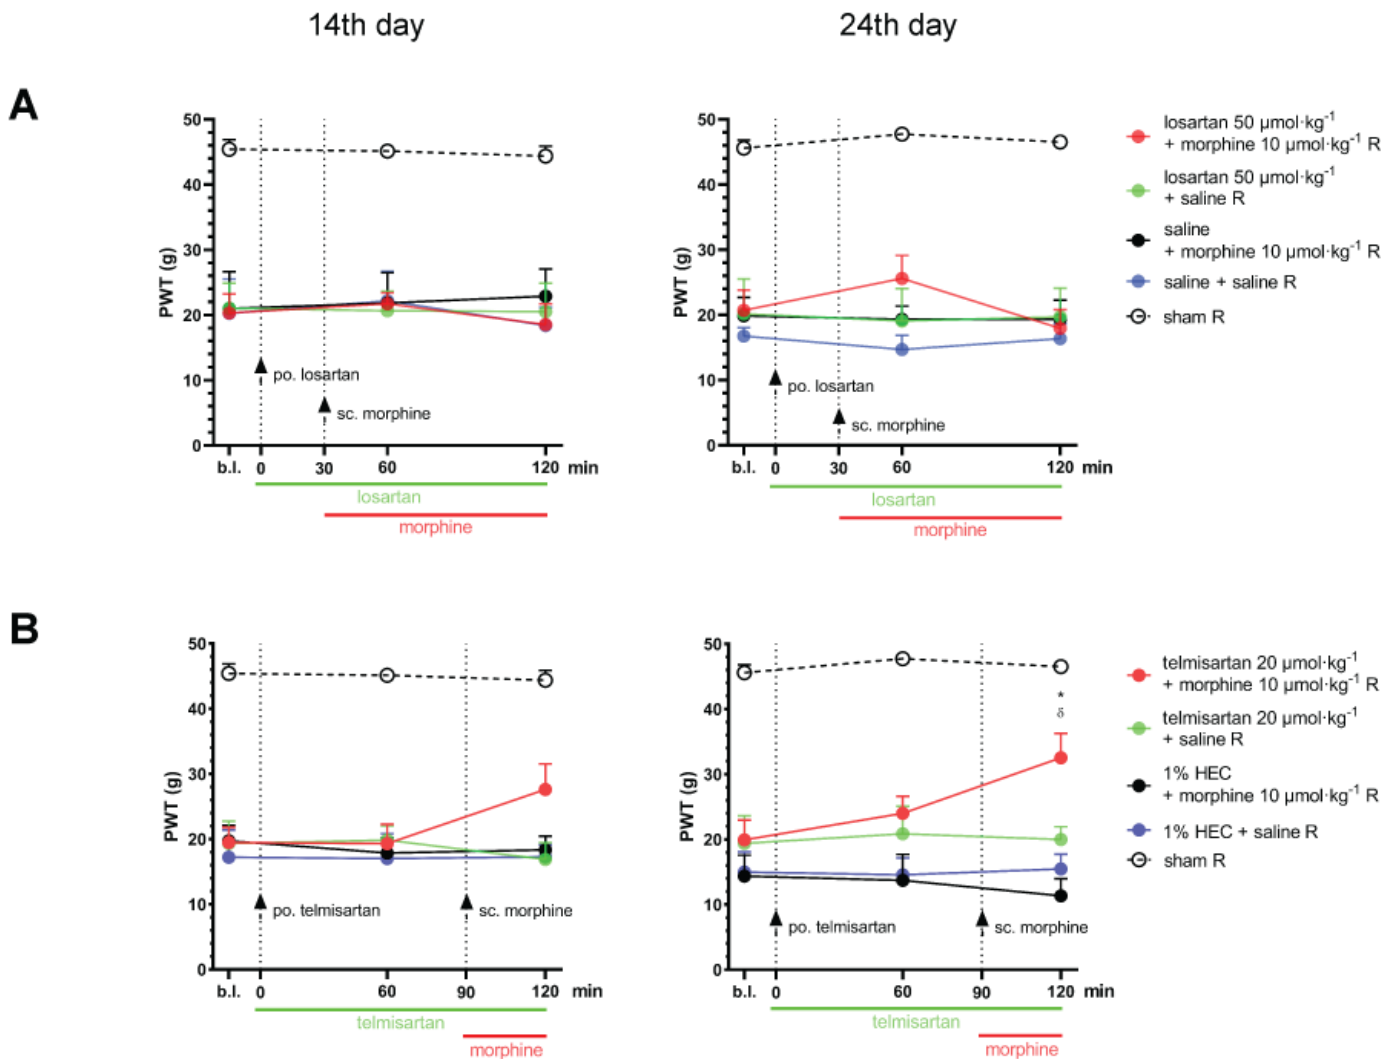 14th day
24th day
A
50
40
30
20
10
0
PWT (g)
po. losartan
sc. morphine
b.l. 0 30 60 120 min
losartan
morphine
50
40
30
20
10
0
PWT (g)
po. losartan
sc. morphine
b.l. 0 30 60 120 min
losartan
morphine
losartan 50 µmol·kg⁻¹
+ morphine 10 µmol·kg⁻¹ R
losartan 50 µmol·kg⁻¹
+ saline R
saline
+ morphine 10 µmol·kg⁻¹ R
saline + saline R
sham R
B
50
40
30
20
10
0
PWT (g)
po. telmisartan
sc. morphine
b.l. 0 60 90 120 min
telmisartan
morphine
50
40
30
20
10
0
PWT (g)
*
δ
po. telmisartan
sc. morphine
b.l. 0 60 90 120 min
telmisartan
morphine
telmisartan 20 µmol·kg⁻¹
+ morphine 10 µmol·kg⁻¹ R
telmisartan 20 µmol·kg⁻¹
+ saline R
1% HEC
+ morphine 10 µmol·kg⁻¹ R
1% HEC + saline R
sham R